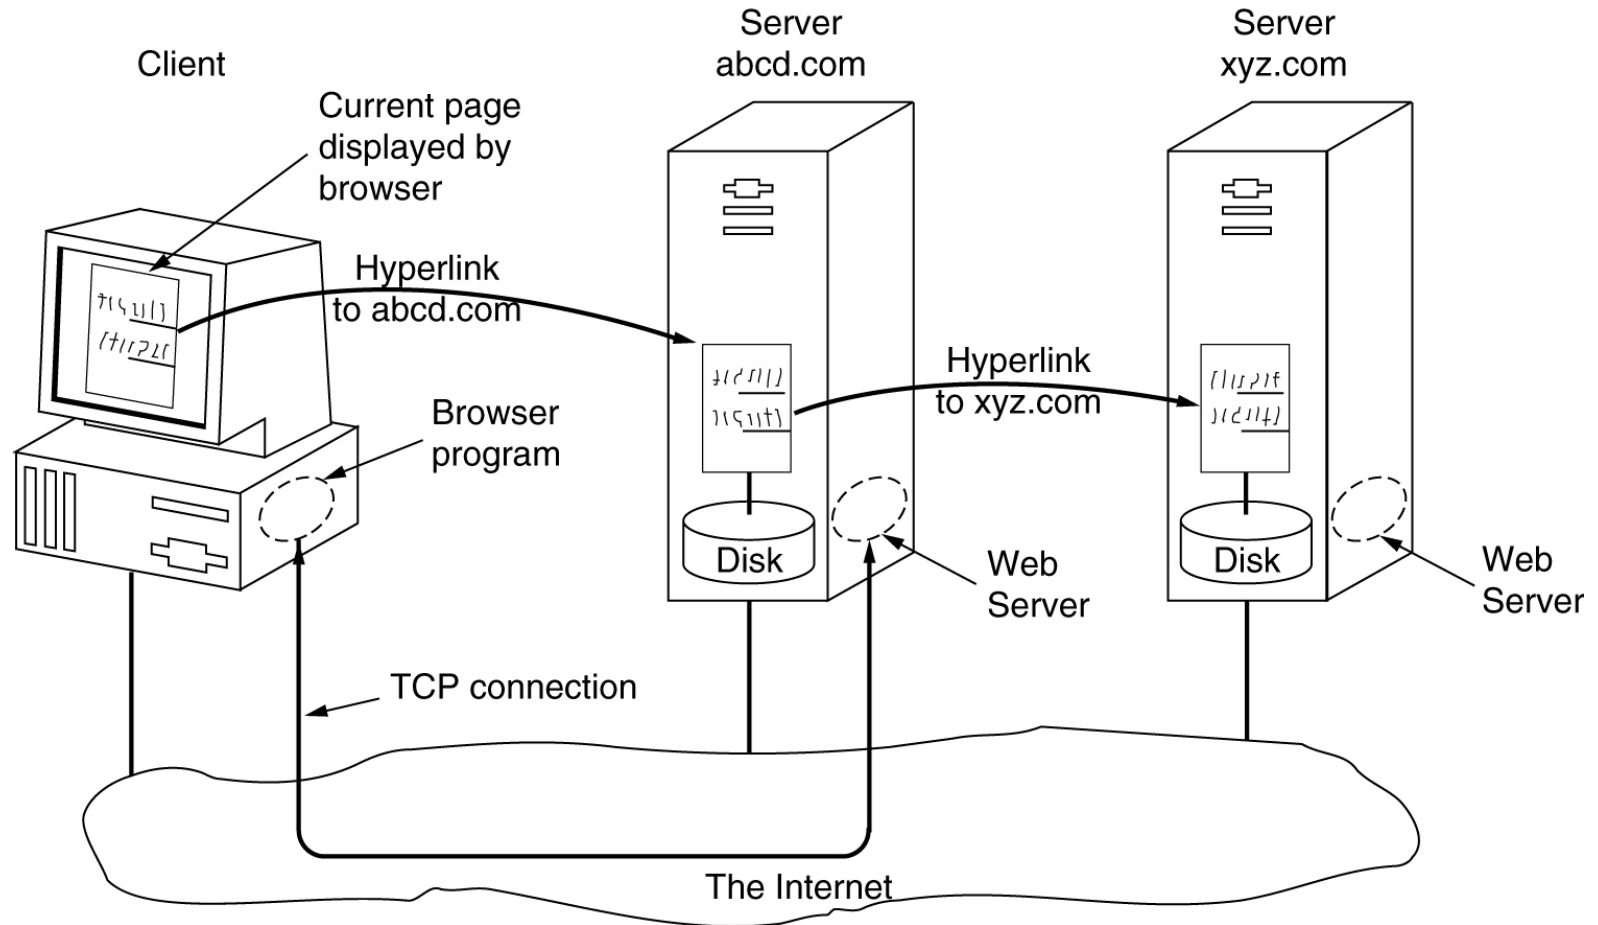 Client
Server
abcd.com
Server
xyz.com
Current page
displayed by
browser
Hyperlink
to abcd.com
Hyperlink
to xyz.com
Browser
program
Disk
Web
Server
Disk
Web
Server
TCP connection
The Internet